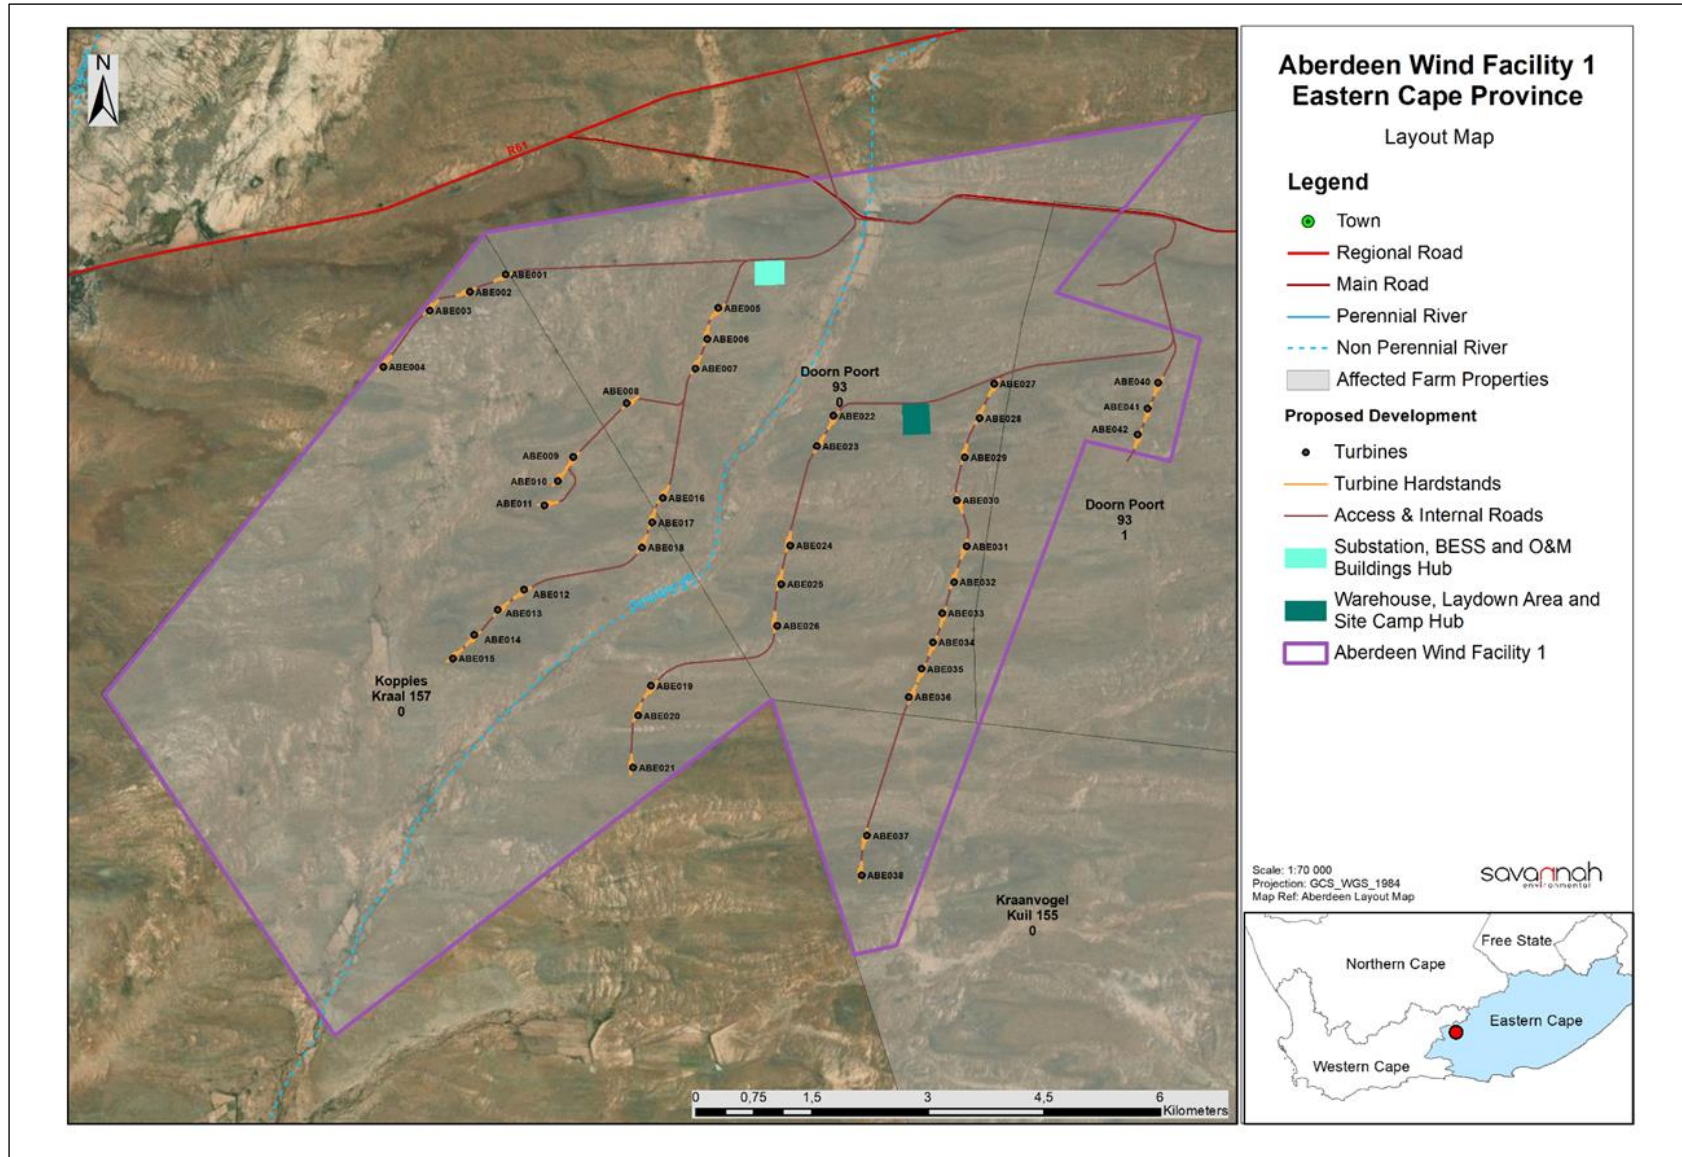 N
R61
ABE001
ABE002
ABE003
ABE004
ABE005
ABE006
ABE007
ABE008
ABE009
ABE010
ABE011
ABE016
ABE017
ABE018
ABE012
ABE013
ABE014
ABE015
Kopples
Kraal 157
0
Doorn Poort
93
0
ABE022
ABE023
ABE024
ABE025
ABE026
ABE019
ABE020
ABE021
ABE027
ABE028
ABE029
ABE030
ABE031
ABE032
ABE033
ABE034
ABE035
ABE036
ABE037
ABE038
ABE040
ABE041
ABE042
Doorn Poort
93
1
Kraanvogel
Kuil 155
0
0 0,75 1,5 3 4,5 6
Kilometers
Aberdeen Wind Facility 1
Eastern Cape Province
Layout Map
Legend
Town
Regional Road
Main Road
Perennial River
Non Perennial River
Affected Farm Properties
Proposed Development
Turbines
Turbine Hardstands
Access & Internal Roads
Substation, BESS and O&M
Buildings Hub
Warehouse, Laydown Area and
Site Camp Hub
Aberdeen Wind Facility 1
Scale: 1:70 000
Projection: GCS_WGS_1984
Map Ref: Aberdeen Layout Map
savannah
environmental
Free State
Northern Cape
Eastern Cape
Western Cape